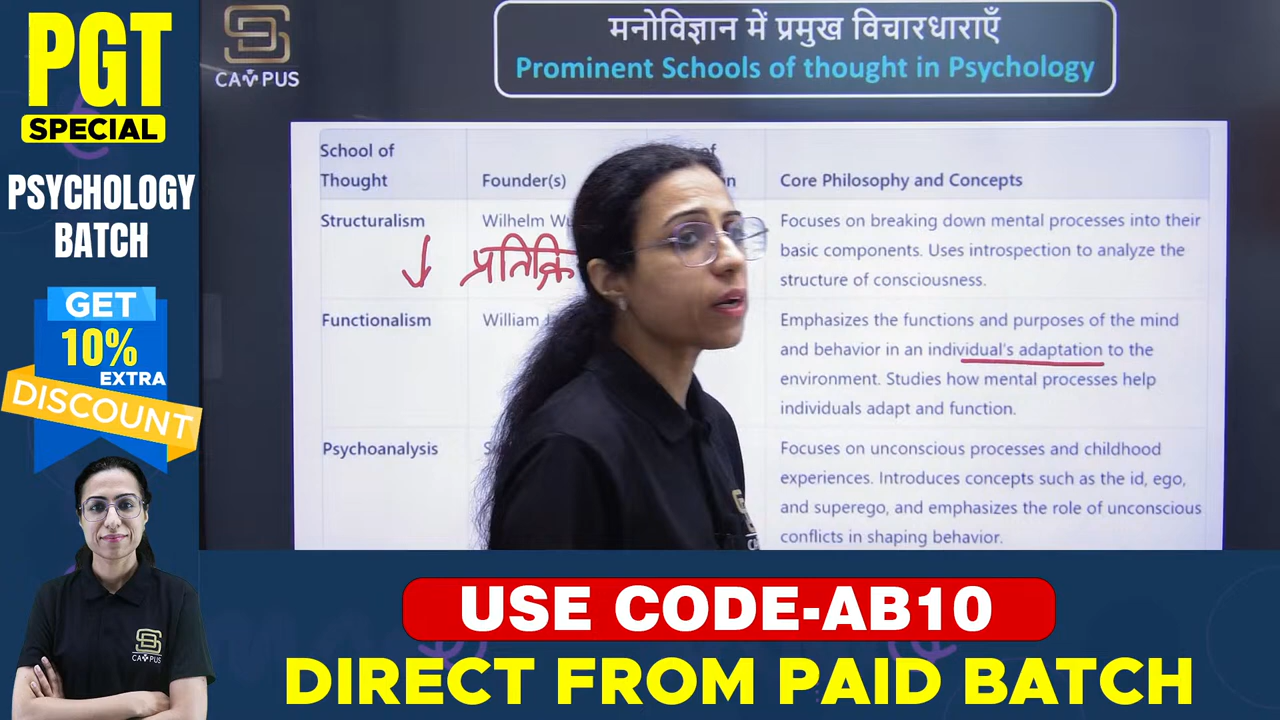 PGT
SPECIAL
PSYCHOLOGY
BATCH
GET
10%
EXTRA
DISCOUNT
CAMPUS
CAMPUS
मनोविज्ञान में प्रमुख विचारधाराएँ
Prominent Schools of thought in Psychology
School of
Thought
Founder(s)
of
Core Philosophy and Concepts
Structuralism
Wilhelm
Focuses on breaking down mental processes into their
basic components. Uses introspection to analyze the
structure of consciousness.
Functionalism
William
Emphasizes the functions and purposes of the mind
and behavior in an individual's adaptation to the
environment. Studies how mental processes help
individuals adapt and function.
Psychoanalysis
Focuses on unconscious processes and childhood
experiences. Introduces concepts such as the id, ego,
and superego, and emphasizes the role of unconscious
conflicts in shaping behavior.
USE CODE-AB10
DIRECT FROM PAID BATCH